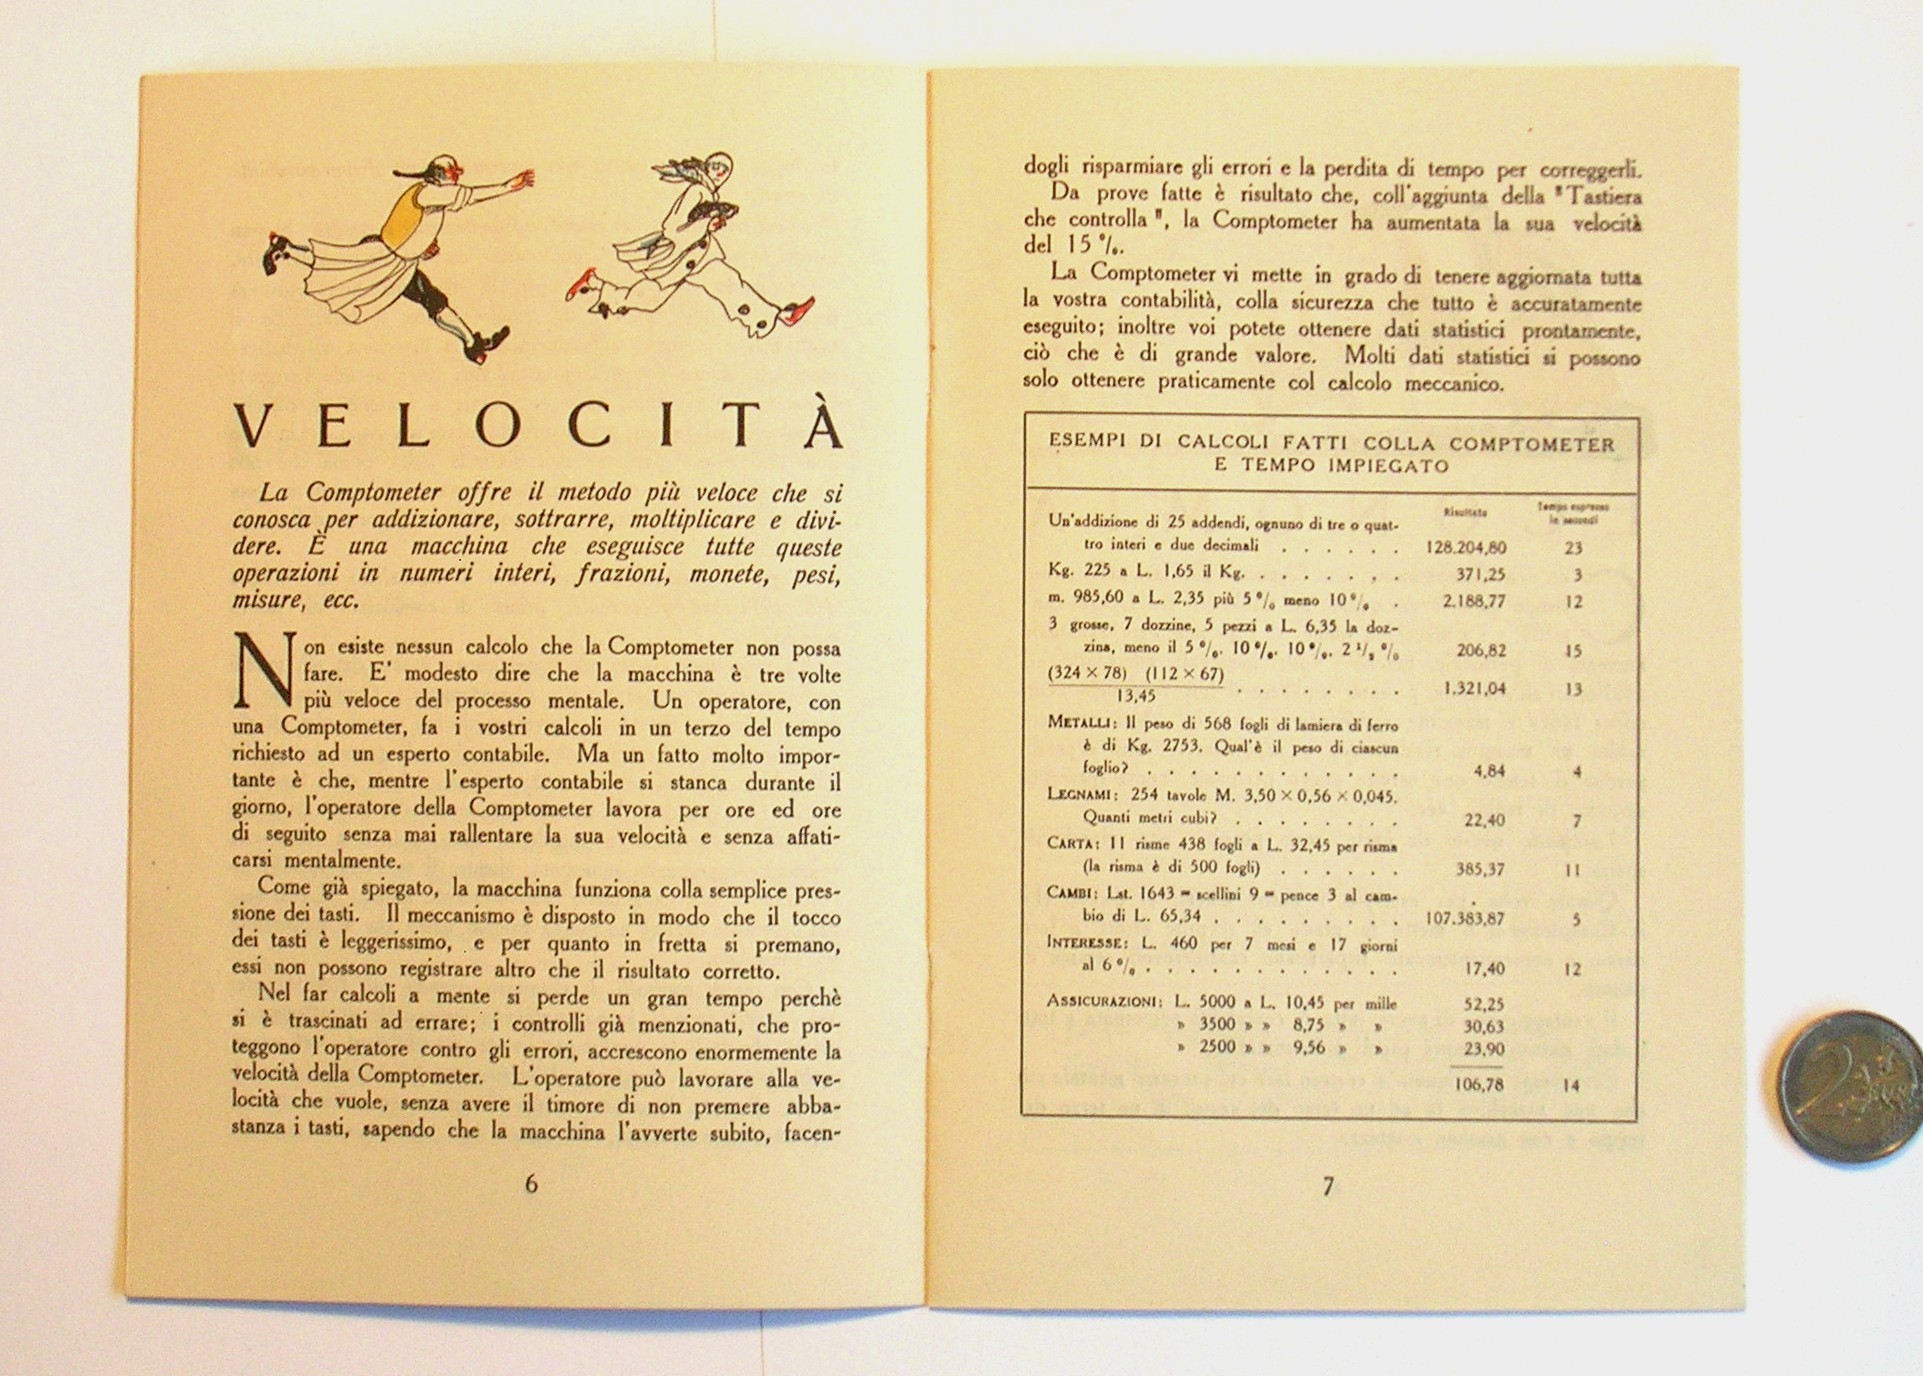 VELOCITÀ
La Comptometer offre il metodo più veloce che si
conosca per addizionare, sottrarre, moltiplicare e divi-
dere. È una macchina che eseguisce tutte queste
operazioni in numeri interi, frazioni, monete, pesi,
misure, ecc.
Non esiste nessun calcolo che la Comptometer non possa
fare. E' modesto dire che la macchina è tre volte
più veloce del processo mentale. Un operatore, con
una Comptometer, fa i vostri calcoli in un terzo del tempo
richiesto ad un esperto contabile. Ma un fatto molto impor-
tante è che, mentre l'esperto contabile si stanca durante il
giorno, l'operatore della Comptometer lavora per ore ed ore
di seguito senza mai rallentare la sua velocità e senza affati-
carsi mentalmente.
Come già spiegato, la macchina funziona colla semplice pres-
sione dei tasti. Il meccanismo è disposto in modo che il tocco
dei tasti è leggerissimo, e per quanto in fretta si premano,
essi non possono registrare altro che il risultato corretto.
Nel far calcoli a mente si perde un gran tempo perchè
si è trascinati ad errare; i controlli già menzionati, che pro-
teggono l'operatore contro gli errori, accrescono enormemente la
velocità della Comptometer. L'operatore può lavorare alla ve-
locità che vuole, senza avere il timore di non premere abba-
stanza i tasti, sapendo che la macchina l'avverte subito, facen-
6
dogli risparmiare gli errori e la perdita di tempo per correggerli.
Da prove fatte è risultato che, coll'aggiunta della "Tastiera
che controlla", la Comptometer ha aumentata la sua velocità
del 15 %.
La Comptometer vi mette in grado di tenere aggiornata tutta
la vostra contabilità, colla sicurezza che tutto è accuratamente
eseguito; inoltre voi potete ottenere dati statistici prontamente,
ciò che è di grande valore. Molti dati statistici si possono
solo ottenere praticamente col calcolo meccanico.
ESEMPI DI CALCOLI FATTI COLLA COMPTOMETER
E TEMPO IMPIEGATO
Risultato Tempo espresso
in secondi
Un'addizione di 25 addendi, ognuno di tre o quat-
tro interi e due decimali . . . . . . 128.204,80 23
Kg. 225 a L. 1,65 il Kg. . . . . . . . 371,25 3
m. 985,60 a L. 2,35 più 5 % meno 10 % . 2.188,77 12
3 grosse, 7 dozzine, 5 pezzi a L. 6,35 la doz-
zina, meno il 5 %. 10 %. 10 %. 2 1/2 % 206,82 15
(324 × 78) (112 × 67)
13,45 . . . . . . . . 1.321,04 13
METALLI: Il peso di 568 fogli di lamiera di ferro
è di Kg. 2753. Qual'è il peso di ciascun
foglio? . . . . . . . . . . . . 4,84 4
LEGNAMI: 254 tavole M. 3,50 × 0,56 × 0,045.
Quanti metri cubi? . . . . . . . . 22,40 7
CARTA: 11 risme 438 fogli a L. 32,45 per risma
(la risma è di 500 fogli) . . . . . . 385,37 11
CAMBI: Lst. 1643 = scellini 9 = pence 3 al cam-
bio di L. 65,34 . . . . . . . . . 107.383,87 5
INTERESSE: L. 460 per 7 mesi e 17 giorni
al 6 % . . . . . . . . . . . . 17,40 12
ASSICURAZIONI: L. 5000 a L. 10,45 per mille 52,25
» 3500 » » 8,75 » » 30,63
» 2500 » » 9,56 » » 23,90
106,78 14
7
2